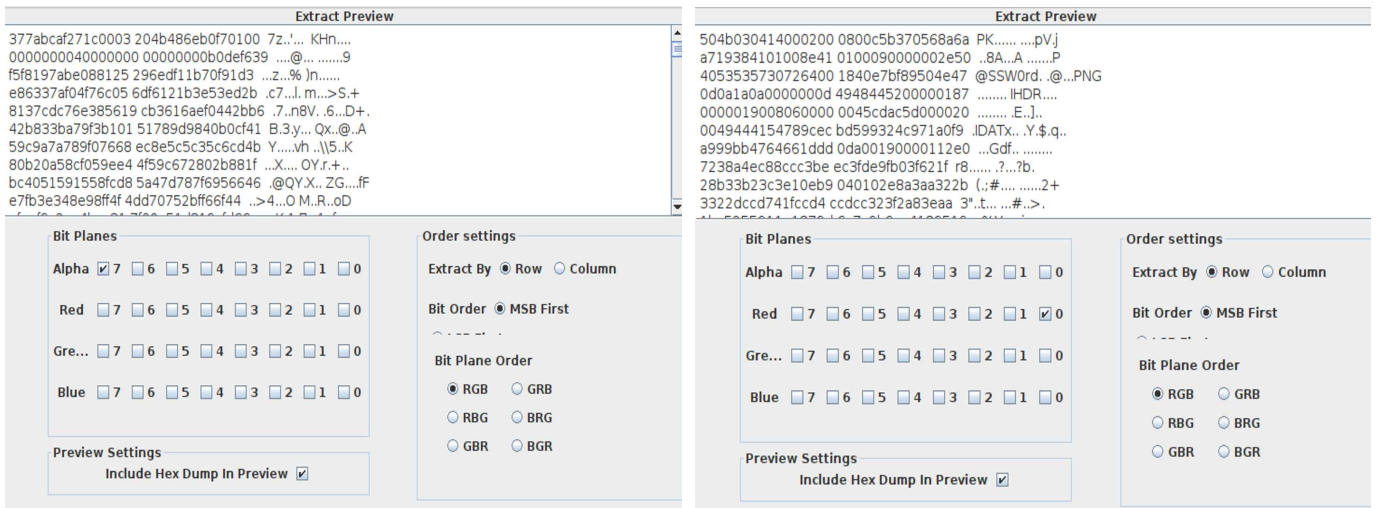 Extract Preview
377abcaf271c0003 204b486eb0f70100 7z..'... KHn....
0000000040000000 00000000b0def639 ....@... .......9
f5f8197abe088125 296edf11b70f91d3 ...z...% )n......
e86337af04f76c05 6df6121b3e53ed2b .c7...l. m...>S.+
8137cdc76e385619 cb3616aef0442bb6 .7..n8V. .6...D+.
42b833ba79f3b101 51789d9840b0cf41 B.3.y... Qx..@..A
59c9a7a789f07668 ec8e5c5c35c6cd4b Y.....vh ..\\5..K
80b20a58cf059ee4 4f59c672802b881f ...X.... OY.r.+..
bc4051591558fcd8 5a47d787f6956646 .@QY.X.. ZG....fF
e7fb3e348e98ff4f 4dd70752bff66f44 ..>4...O M..R..oD
Bit Planes
Alpha 7 6 5 4 3 2 1 0
Red 7 6 5 4 3 2 1 0
Gre... 7 6 5 4 3 2 1 0
Blue 7 6 5 4 3 2 1 0
Preview Settings
Include Hex Dump In Preview
Order settings
Extract By Row Column
Bit Order MSB First
Bit Plane Order
RGB GRB
RBG BRG
GBR BGR
Extract Preview
504b030414000200 0800c5b370568a6a PK...... ....pV.j
a719384101008e41 0100090000002e50 ..8A...A .......P
4053535730726400 1840e7bf89504e47 @SSW0rd. .@...PNG
0d0a1a0a0000000d 4948445200000187 ........ IHDR....
0000019008060000 0045cdac5d000020 ........ .E..]..
0049444154789cec bd599324c971a0f9 .IDATx.. .Y.$.q..
a999bb4764661ddd 0da00190000112e0 ...Gdf.. ........
7238a4ec88ccc3be ec3fde9fb03f621f r8...... .?...?b.
28b33b23c3e10eb9 040102e8a3aa322b (.;#.... ......2+
3322dccd741fccd4 ccdcc323f2a83eaa 3"..t... ...#..>.
Bit Planes
Alpha 7 6 5 4 3 2 1 0
Red 7 6 5 4 3 2 1 0
Gre... 7 6 5 4 3 2 1 0
Blue 7 6 5 4 3 2 1 0
Preview Settings
Include Hex Dump In Preview
Order settings
Extract By Row Column
Bit Order MSB First
Bit Plane Order
RGB GRB
RBG BRG
GBR BGR